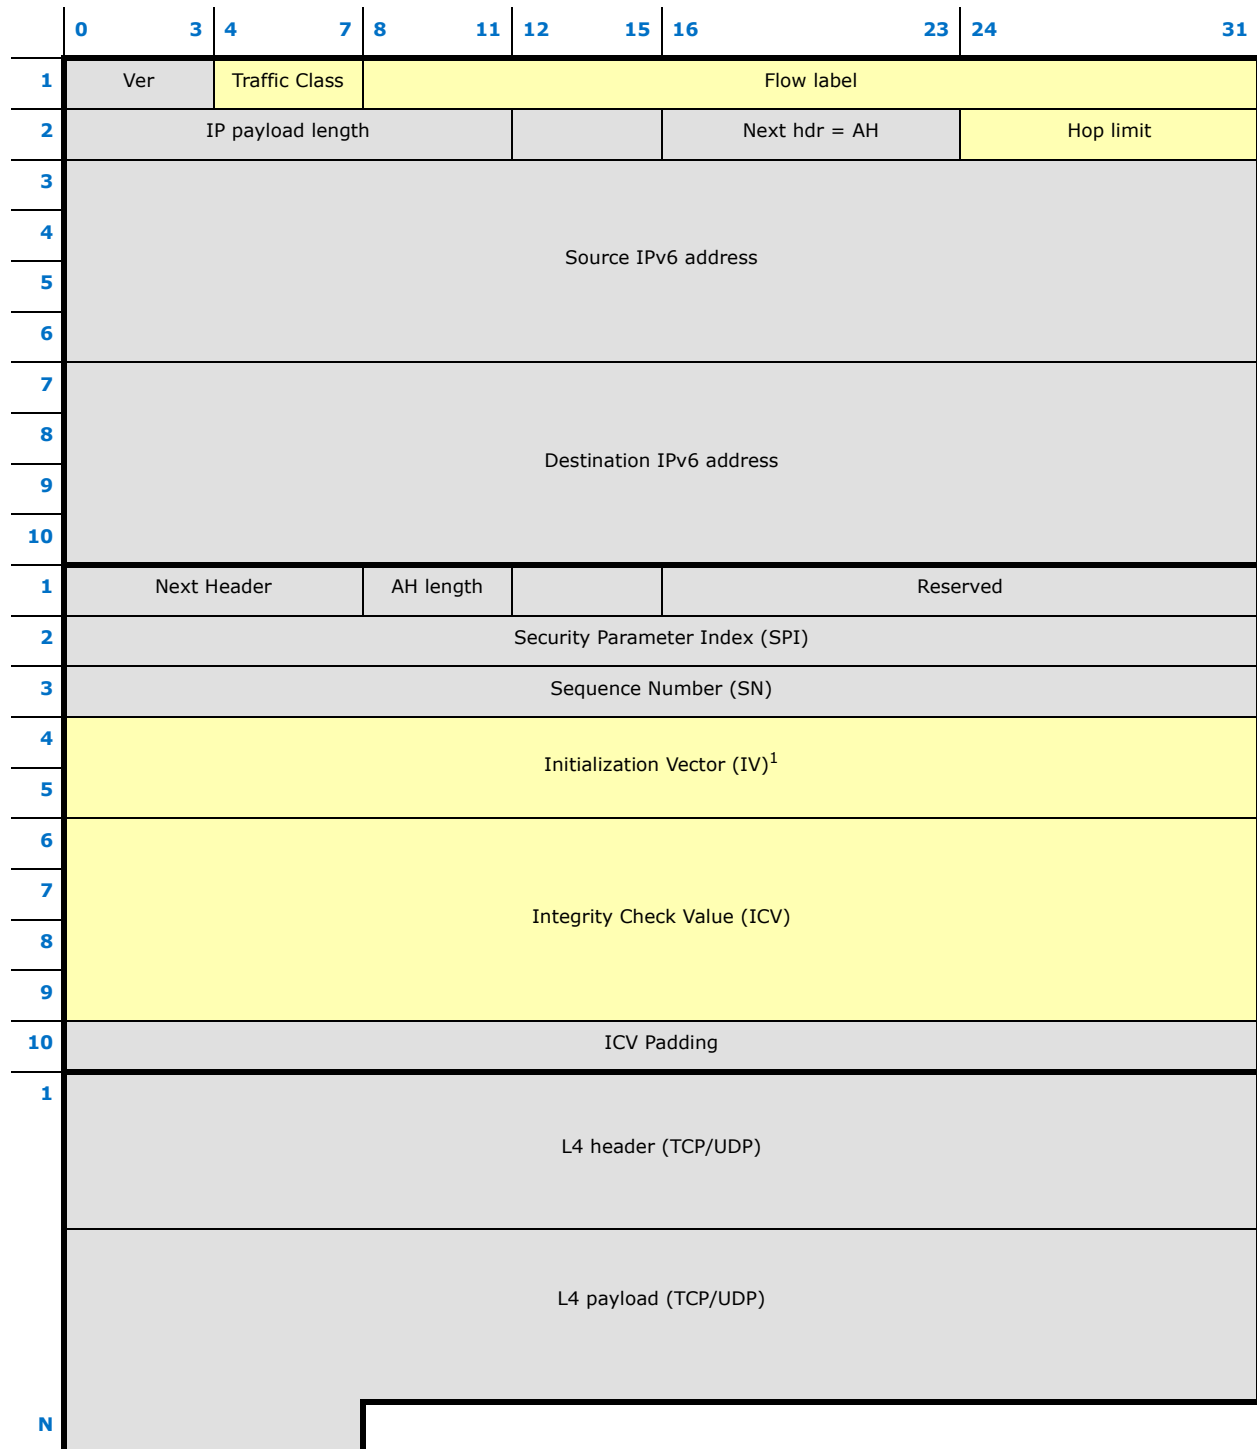 0 3 4 7 8 11 12 15 16 23 24 31
1 Ver Traffic Class Flow label
2 IP payload length Next hdr = AH Hop limit
3
4
Source IPv6 address
5
6
7
8
Destination IPv6 address
9
10
1 Next Header AH length Reserved
2 Security Parameter Index (SPI)
3 Sequence Number (SN)
4
Initialization Vector (IV)1
5
6
7
Integrity Check Value (ICV)
8
9
10 ICV Padding
1
L4 header (TCP/UDP)
L4 payload (TCP/UDP)
N